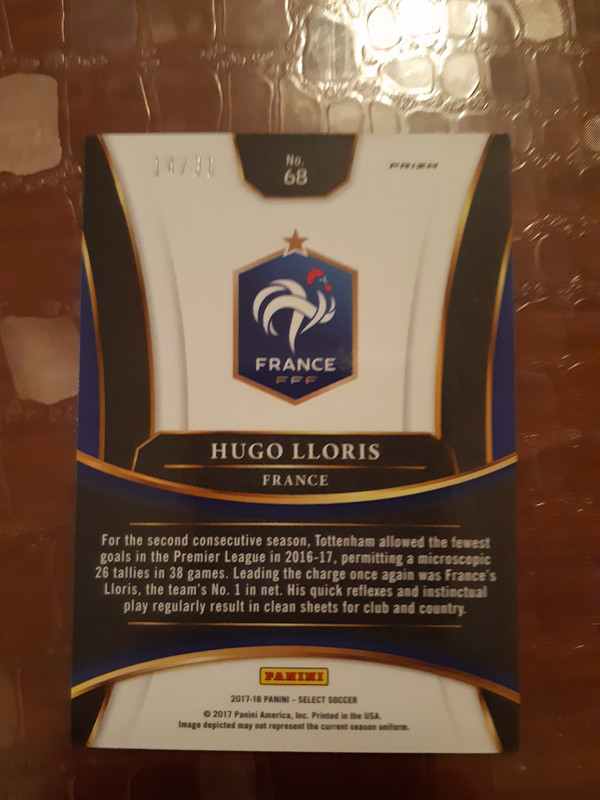 No.
68
PRIZM
FRANCE
FFF
HUGO LLORIS
FRANCE
For the second consecutive season, Tottenham allowed the fewest
goals in the Premier League in 2016-17, permitting a microscopic
26 tallies in 38 games. Leading the charge once again was France's
Lloris, the team's No. 1 in net. His quick reflexes and instinctual
play regularly result in clean sheets for club and country.
PANINI
2017-18 PANINI – SELECT SOCCER
© 2017 Panini America, Inc. Printed in the USA.
Image depicted may not represent the current season uniform.